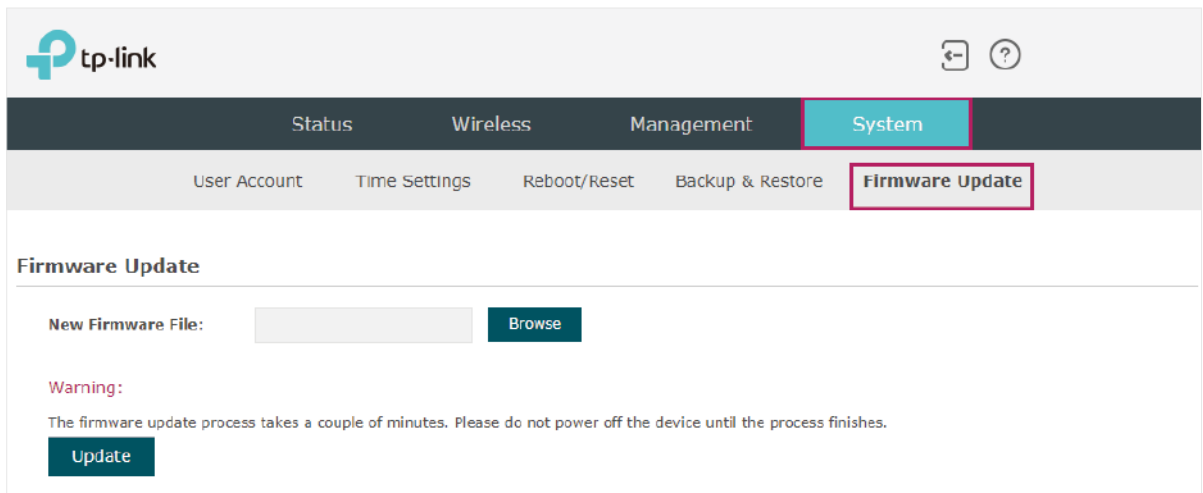 tp-link
Status Wireless Management System
User Account Time Settings Reboot/Reset Backup & Restore Firmware Update
Firmware Update
New Firmware File: Browse
Warning:
The firmware update process takes a couple of minutes. Please do not power off the device until the process finishes.
Update